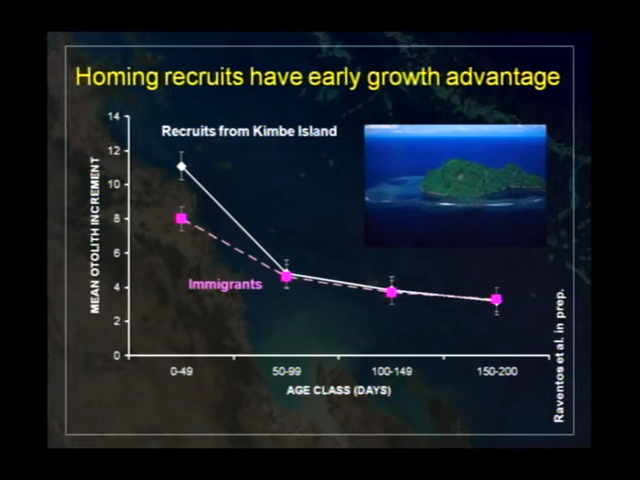 Homing recruits have early growth advantage
Recruits from Kimbe Island
Immigrants
MEAN OTOLITH INCREMENT
14
12
10
8
6
4
2
0
0-49
50-99
100-149
150-200
AGE CLASS (DAYS)
Raventos et al. in prep.